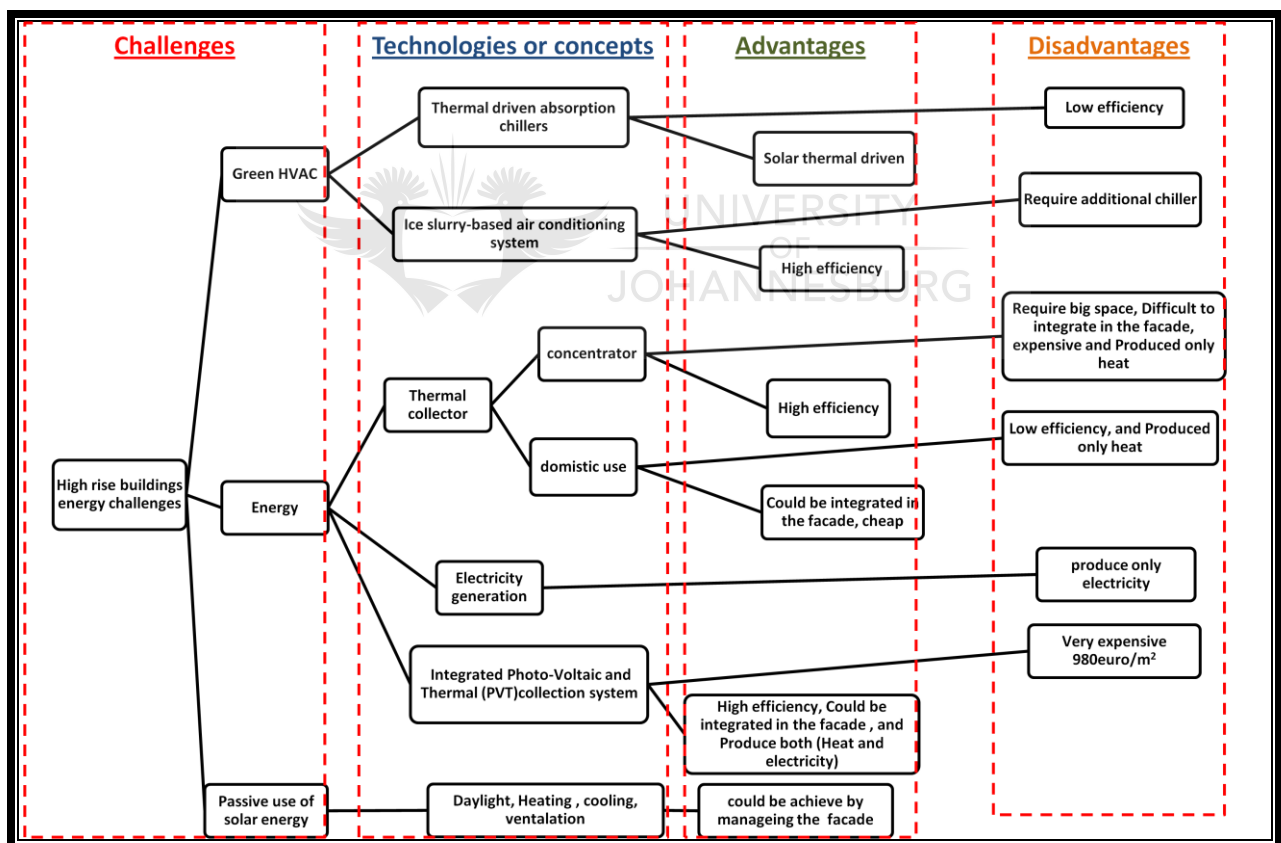 Challenges
Technologies or concepts
Advantages
Disadvantages
Thermal driven absorption
chillers
Low efficiency
Solar thermal driven
Green HVAC
Require additional chiller
Ice slurry-based air conditioning
system
High efficiency
UNIVERSITY
OF
JOHANNESBURG
Require big space, Difficult to
integrate in the facade,
expensive and Produced only
heat
concentrator
Thermal
collector
High efficiency
Low efficiency, and Produced
only heat
domistic use
Could be integrated in
the facade, cheap
High rise buildings
energy challenges
Energy
Electricity
generation
produce only
electricity
Very expensive
980euro/m²
Integrated Photo-Voltaic and
Thermal (PVT)collection system
High efficiency, Could be
integrated in the facade , and
Produce both (Heat and
electricity)
Passive use of
solar energy
Daylight, Heating , cooling,
ventalation
could be achieve by
manageing the facade